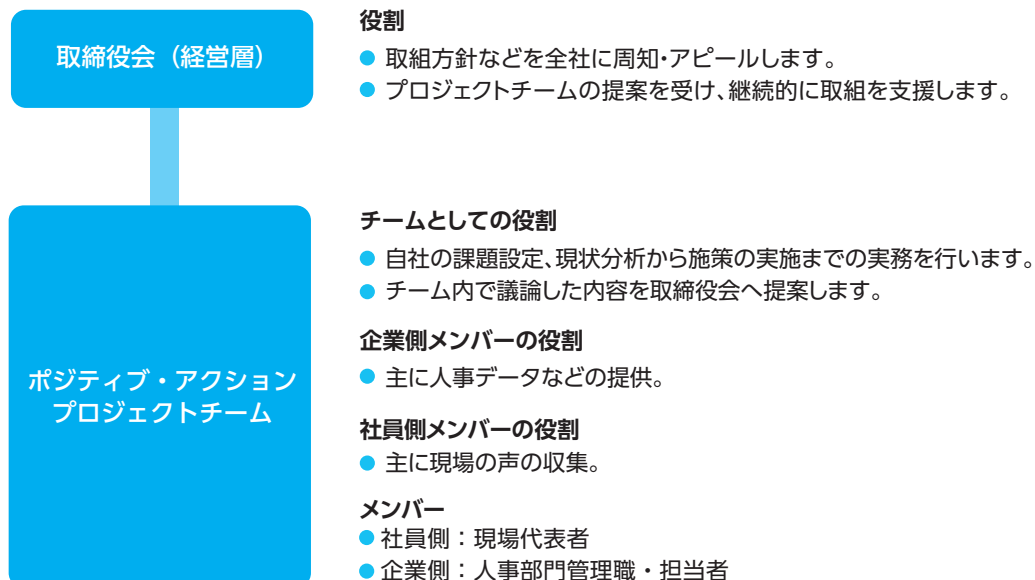 取締役会（経営層）
役割
● 取組方針などを全社に周知・アピールします。
● プロジェクトチームの提案を受け、継続的に取組を支援します。
ポジティブ・アクション
プロジェクトチーム
チームとしての役割
● 自社の課題設定、現状分析から施策の実施までの実務を行います。
● チーム内で議論した内容を取締役会へ提案します。
企業側メンバーの役割
● 主に人事データなどの提供。
社員側メンバーの役割
● 主に現場の声の収集。
メンバー
● 社員側：現場代表者
● 企業側：人事部門管理職・担当者